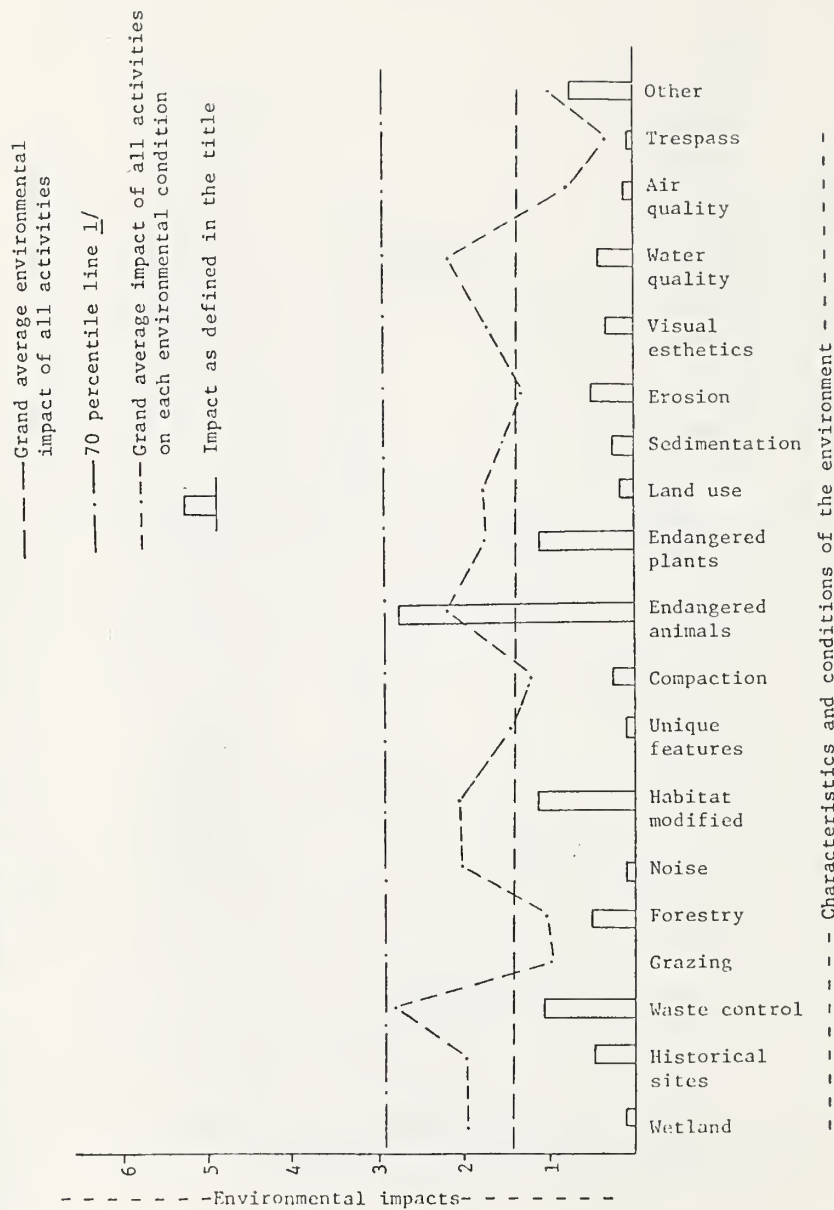 Grand average environmental
impact of all activities
70 percentile line 1/
Grand average impact of all activities
on each environmental condition
Impact as defined in the title
6
5
4
3
2
1
- - - - - - -Environmental impacts- - - - - - -
Wetland
Historical
sites
Waste control
Grazing
Forestry
Noise
Habitat
modified
Unique
features
Compaction
Endangered
animals
Endangered
plants
Land use
Sedimentation
Erosion
Visual
esthetics
Water
quality
Air
quality
Trespass
Other
- - - - - - - Characteristics and conditions of the environment - - - - - - -